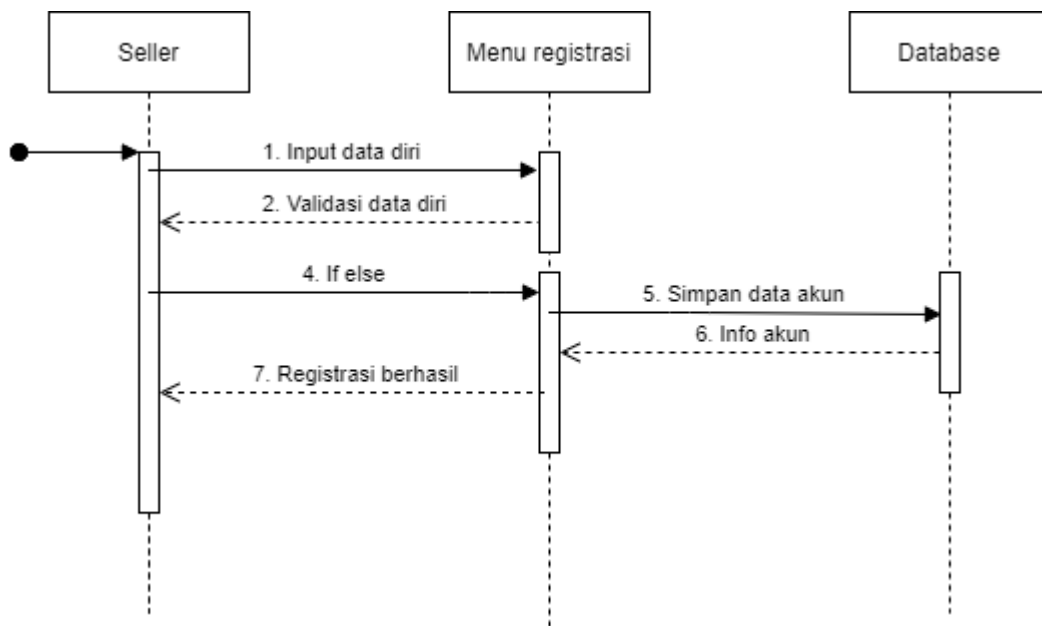 Seller
Menu registrasi
Database
1. Input data diri
2. Validasi data diri
4. If else
5. Simpan data akun
6. Info akun
7. Registrasi berhasil